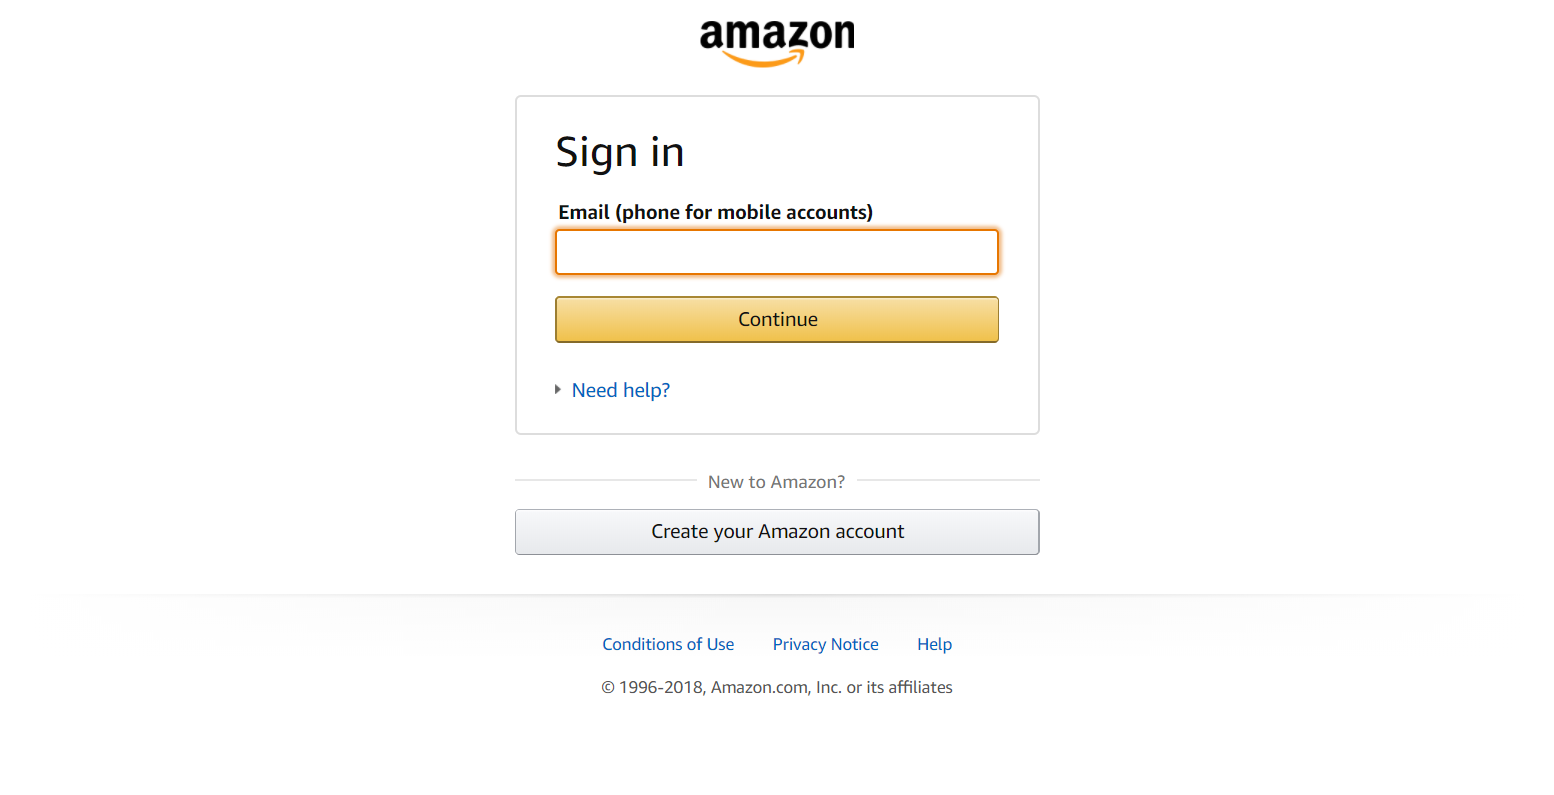 amazon
Sign in
Email (phone for mobile accounts)
Continue
Need help?
New to Amazon?
Create your Amazon account
Conditions of Use Privacy Notice Help
© 1996-2018, Amazon.com, Inc. or its affiliates